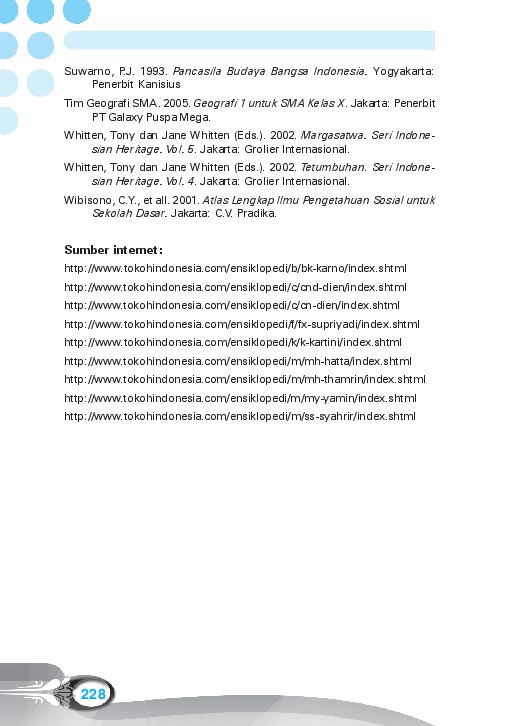 Suwarno, P.J. 1993. Pancasila Budaya Bangsa Indonesia. Yogyakarta:
Penerbit Kanisius
Tim Geografi SMA. 2005. Geografi 1 untuk SMA Kelas X. Jakarta: Penerbit
PT Galaxy Puspa Mega.
Whitten, Tony dan Jane Whitten (Eds.). 2002. Margasatwa. Seri Indone-
sian Heritage. Vol. 5. Jakarta: Grolier Internasional.
Whitten, Tony dan Jane Whitten (Eds.). 2002. Tetumbuhan. Seri Indone-
sian Heritage. Vol. 4. Jakarta: Grolier Internasional.
Wibisono, C.Y., et all. 2001. Atlas Lengkap Ilmu Pengetahuan Sosial untuk
Sekolah Dasar. Jakarta: C.V. Pradika.
Sumber internet:
http://www.tokohindonesia.com/ensiklopedi/b/bk-karno/index.shtml
http://www.tokohindonesia.com/ensiklopedi/c/cnd-dien/index.shtml
http://www.tokohindonesia.com/ensiklopedi/c/cn-dien/index.shtml
http://www.tokohindonesia.com/ensiklopedi/f/fx-supriyadi/index.shtml
http://www.tokohindonesia.com/ensiklopedi/k/k-kartini/index.shtml
http://www.tokohindonesia.com/ensiklopedi/m/mh-hatta/index.shtml
http://www.tokohindonesia.com/ensiklopedi/m/mh-thamrin/index.shtml
http://www.tokohindonesia.com/ensiklopedi/m/my-yamin/index.shtml
http://www.tokohindonesia.com/ensiklopedi/m/ss-syahrir/index.shtml
228